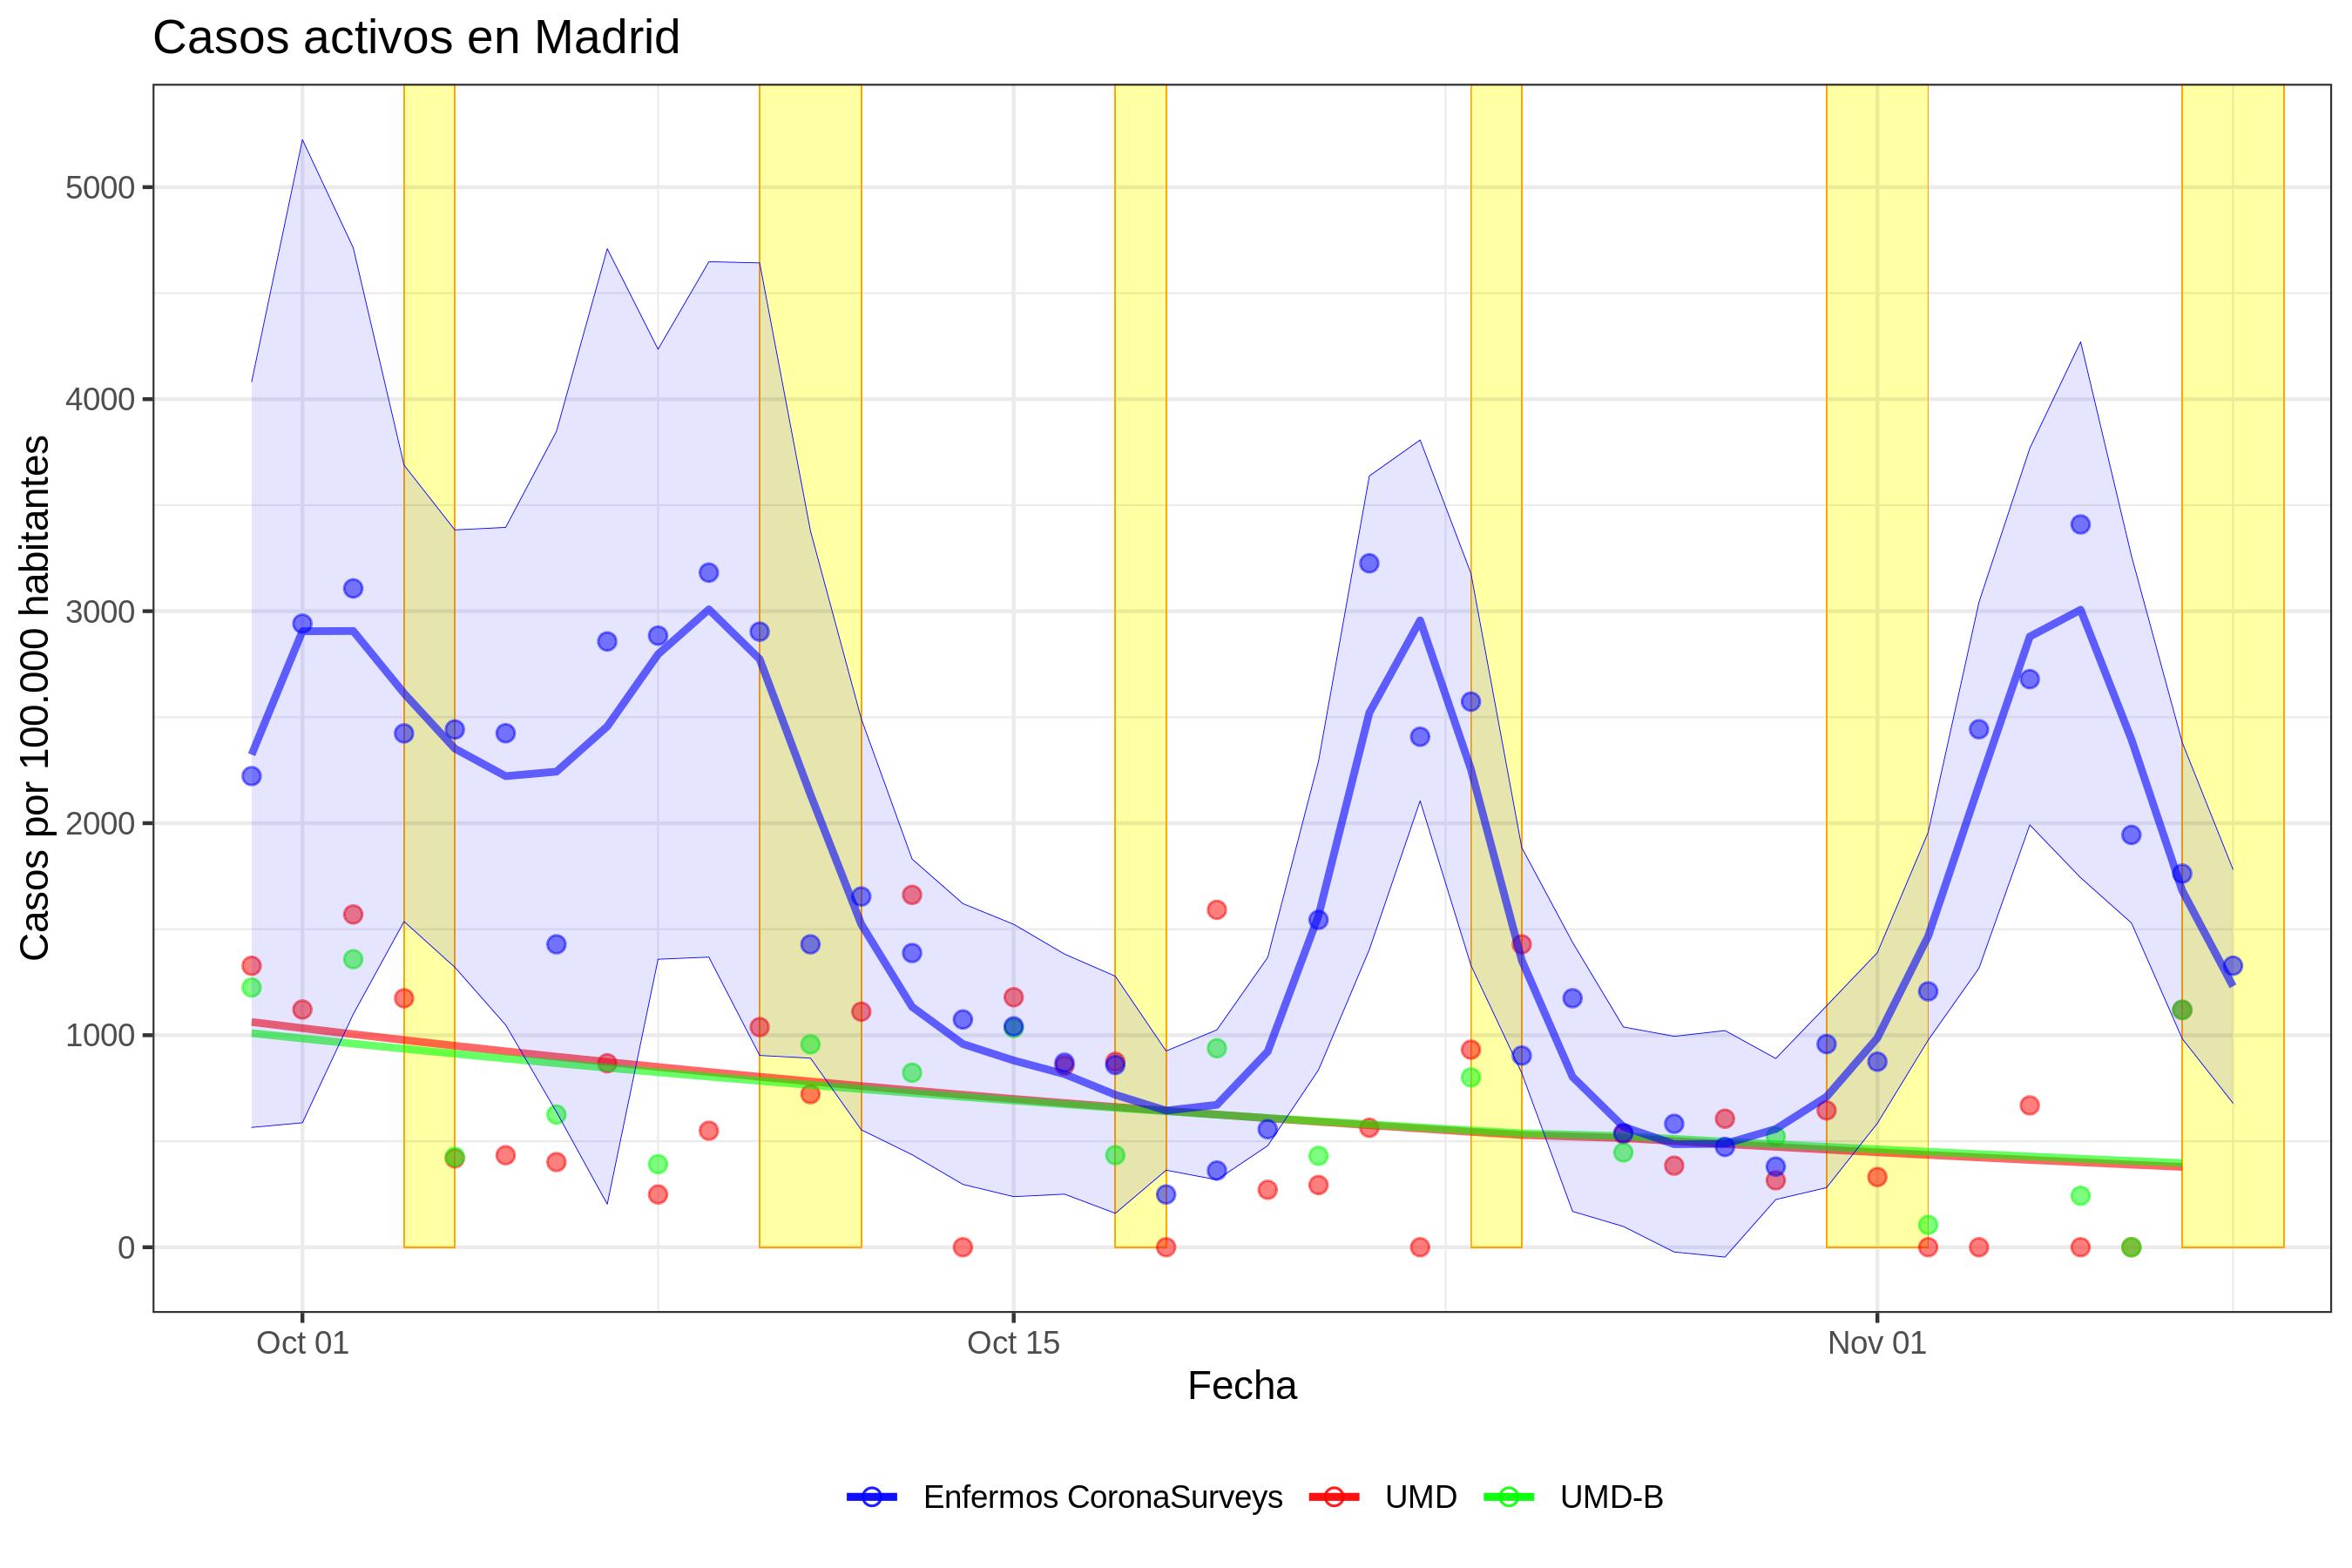 Casos activos en Madrid
Casos por 100.000 habitantes
5000
4000
3000
2000
1000
0
Oct 01
Oct 15
Nov 01
Fecha
Enfermos CoronaSurveys
UMD
UMD-B